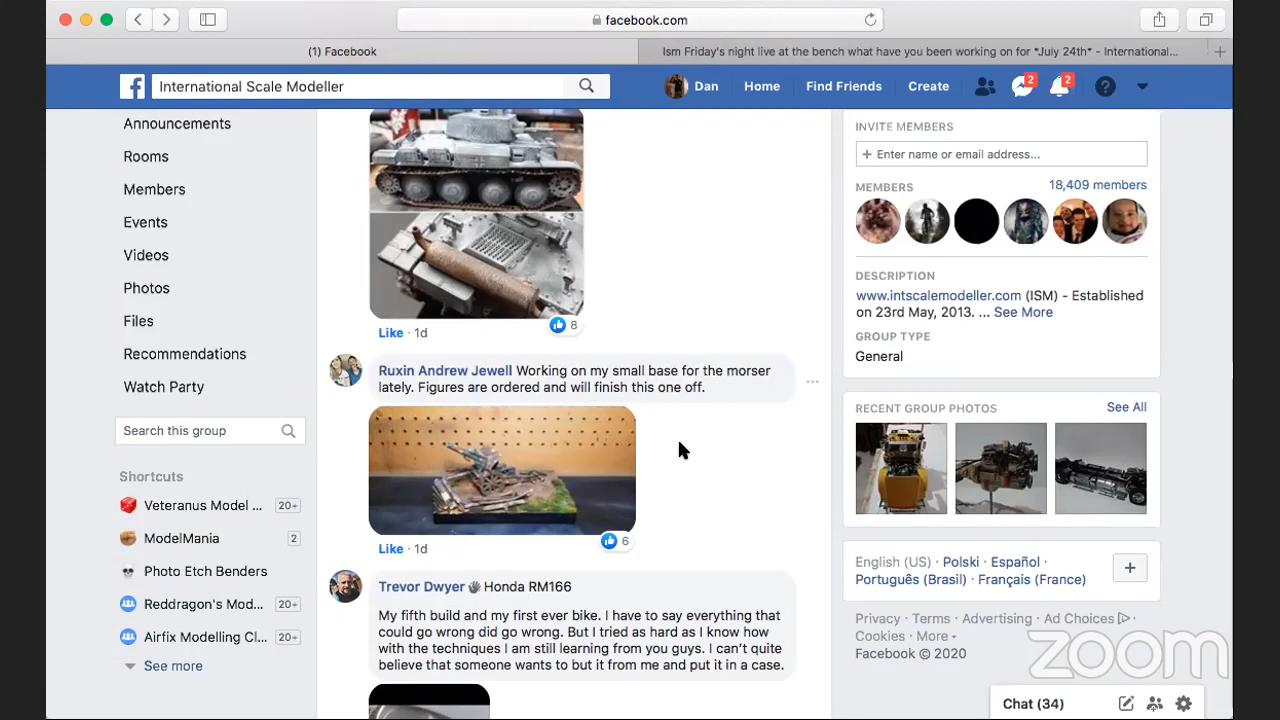 facebook.com
(1) Facebook
Ism Friday's night live at the bench what have you been working on for *July 24th* - International...
International Scale Modeller
Dan
Home
Find Friends
Create
2
2
Announcements
Rooms
Members
Events
Videos
Photos
Files
Recommendations
Watch Party
Search this group
Shortcuts
Veteranus Model ...
20+
ModelMania
2
Photo Etch Benders
Reddragon's Mod...
20+
Airfix Modelling Cl...
20+
See more
Like · 1d
8
Ruxin Andrew Jewell Working on my small base for the morser
lately. Figures are ordered and will finish this one off.
Like · 1d
6
Trevor Dwyer Honda RM166
My fifth build and my first ever bike. I have to say everything that
could go wrong did go wrong. But I tried as hard as I know how
with the techniques I am still learning from you guys. I can't quite
believe that someone wants to but it from me and put it in a case.
INVITE MEMBERS
+ Enter name or email address...
MEMBERS
18,409 members
DESCRIPTION
www.intscalemodeller.com (ISM) - Established
on 23rd May, 2013. ... See More
GROUP TYPE
General
RECENT GROUP PHOTOS
See All
English (US) · Polski · Español ·
Português (Brasil) · Français (France)
Privacy · Terms · Advertising · Ad Choices ·
Cookies · More
Facebook © 2020
zoom
Chat (34)